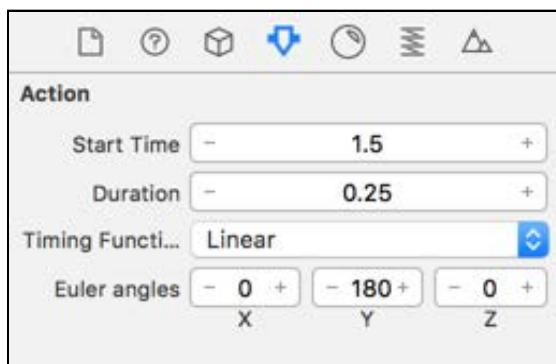 Action
Start Time - 1.5 +
Duration - 0.25 +
Timing Functi... Linear
Euler angles - 0 + - 180 + - 0 +
X Y Z